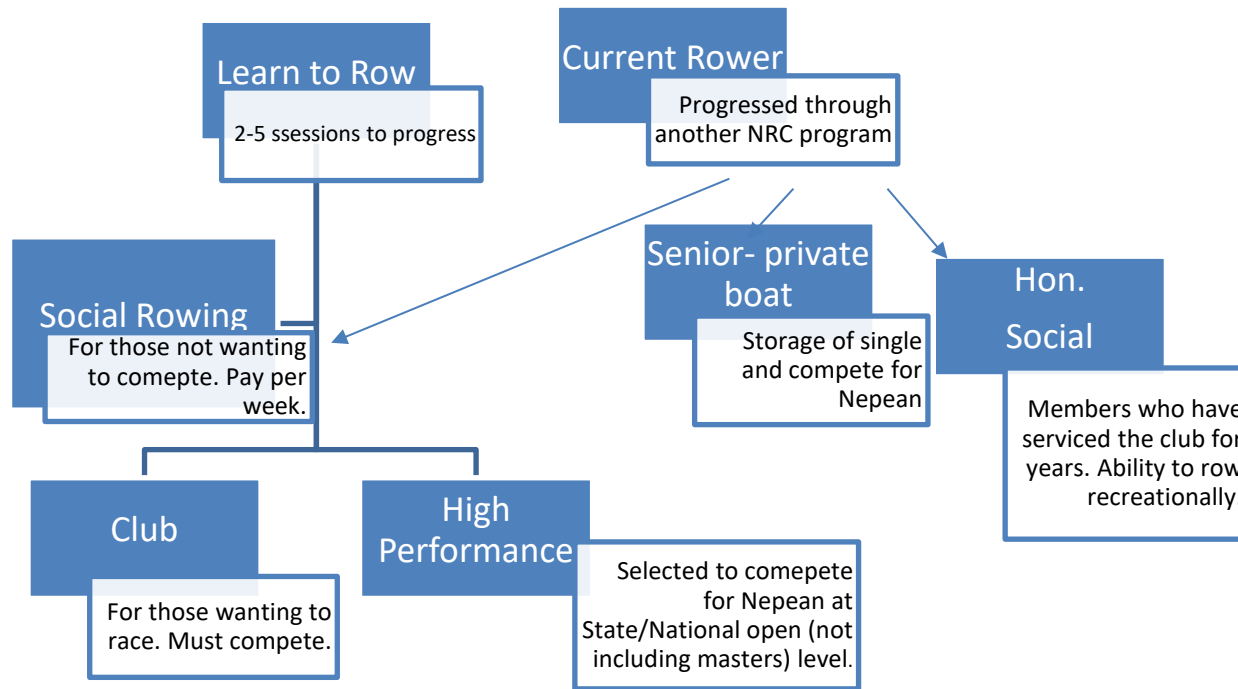 Learn to Row
2-5 ssessions to progress
Current Rower
Progressed through
another NRC program
Social Rowing
For those not wanting
to comepte. Pay per
week.
Senior- private
boat
Storage of single
and compete for
Nepean
Hon.
Social
Members who have
serviced the club for
years. Ability to row
recreationally.
Club
For those wanting to
race. Must compete.
High
Performance
Selected to comepete
for Nepean at
State/National open (not
including masters) level.